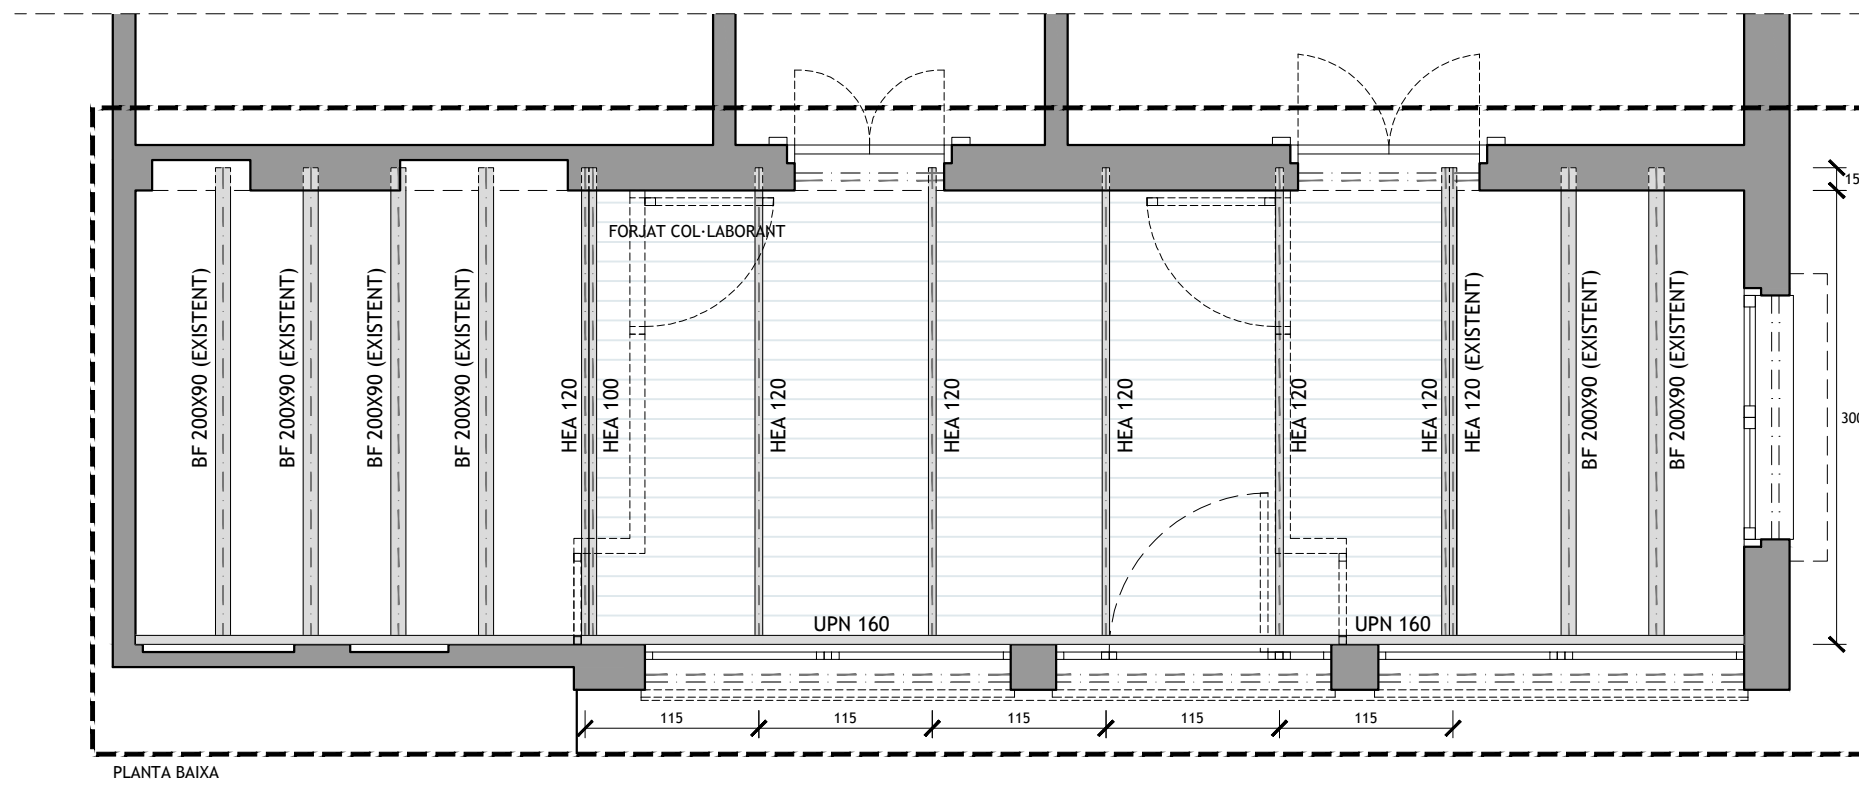 15
FORJAT COL·LABORANT
BF 200X90 (EXISTENT)
BF 200X90 (EXISTENT)
BF 200X90 (EXISTENT)
BF 200X90 (EXISTENT)
HEA 120
HEA 100
HEA 120
HEA 120
HEA 120
HEA 120
HEA 120
HEA 120 (EXISTENT)
BF 200X90 (EXISTENT)
BF 200X90 (EXISTENT)
300
UPN 160
UPN 160
115
115
115
115
115
PLANTA BAIXA